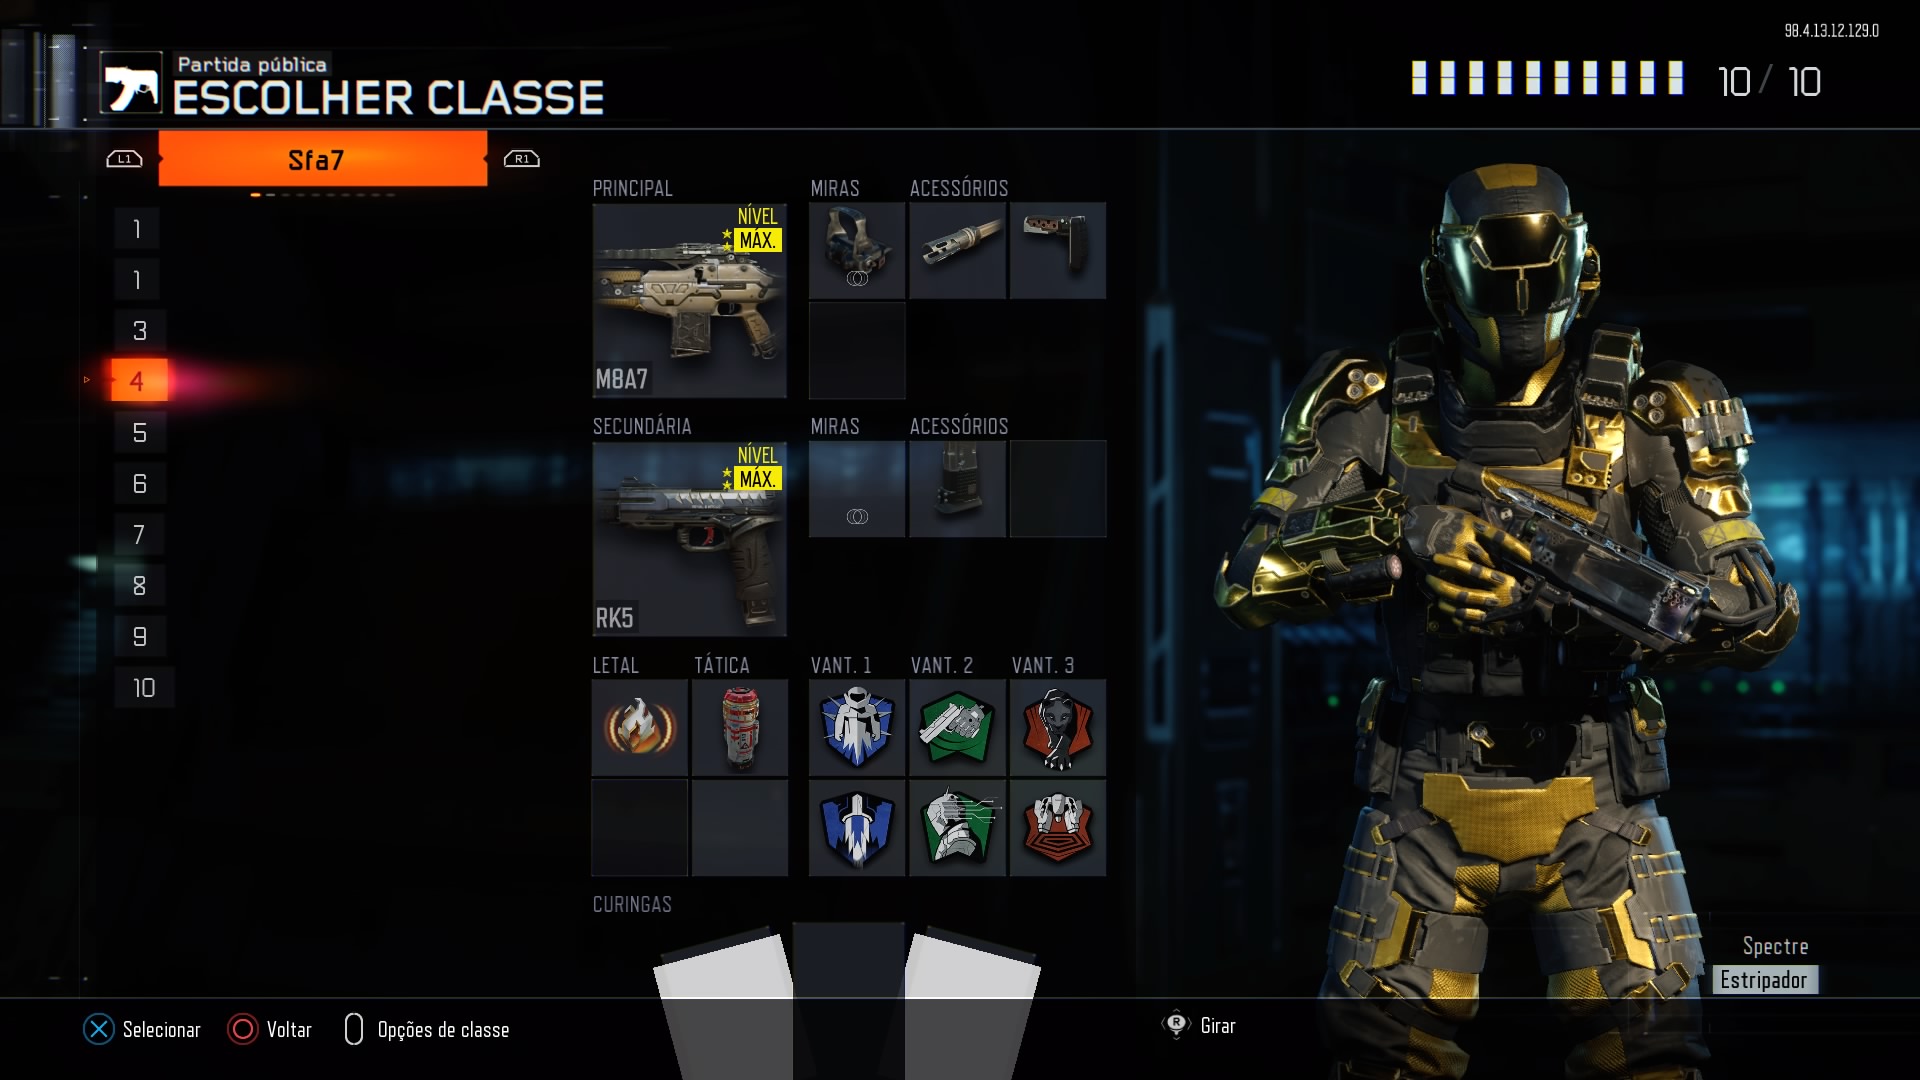 98.4.13.12.129.0
Partida pública
ESCOLHER CLASSE
10 / 10
L1
Sfa7
R1
1
1
3
4
5
6
7
8
9
10
PRINCIPAL
MIRAS
ACESSÓRIOS
NÍVEL
MÁX.
M8A7
SECUNDÁRIA
MIRAS
ACESSÓRIOS
NÍVEL
MÁX.
RK5
LETAL
TÁTICA
VANT. 1
VANT. 2
VANT. 3
CURINGAS
Spectre
Estripador
Selecionar
Voltar
Opções de classe
R
Girar